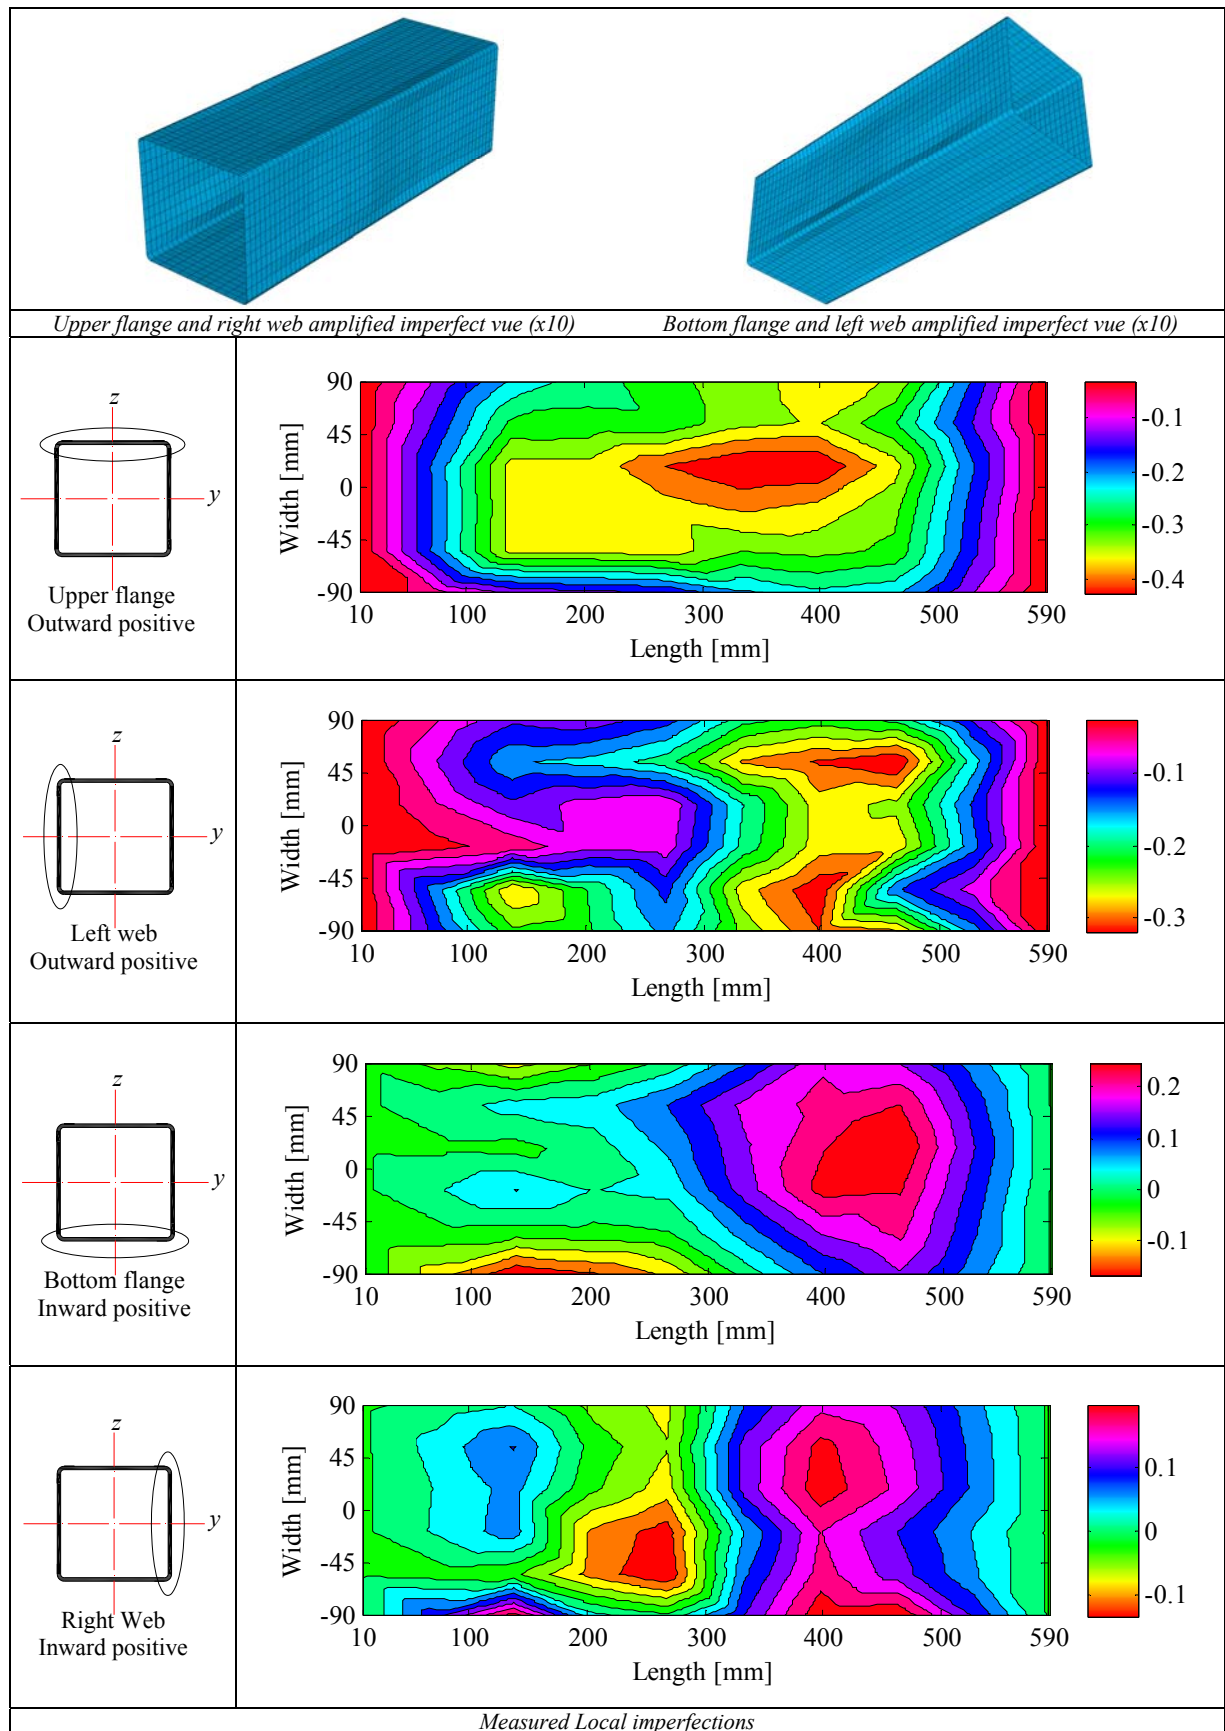 Upper flange and right web amplified imperfect vue (x10)
Bottom flange and left web amplified imperfect vue (x10)
z
y
Upper flange
Outward positive
Width [mm]
90
45
0
-45
-90
10 100 200 300 400 500 590
Length [mm]
-0.1
-0.2
-0.3
-0.4
z
y
Left web
Outward positive
Width [mm]
90
45
0
-45
-90
10 100 200 300 400 500 590
Length [mm]
-0.1
-0.2
-0.3
z
y
Bottom flange
Inward positive
Width [mm]
90
45
0
-45
-90
10 100 200 300 400 500 590
Length [mm]
0.2
0.1
0
-0.1
z
y
Right Web
Inward positive
Width [mm]
90
45
0
-45
-90
10 100 200 300 400 500 590
Length [mm]
0.1
0
-0.1
Measured Local imperfections